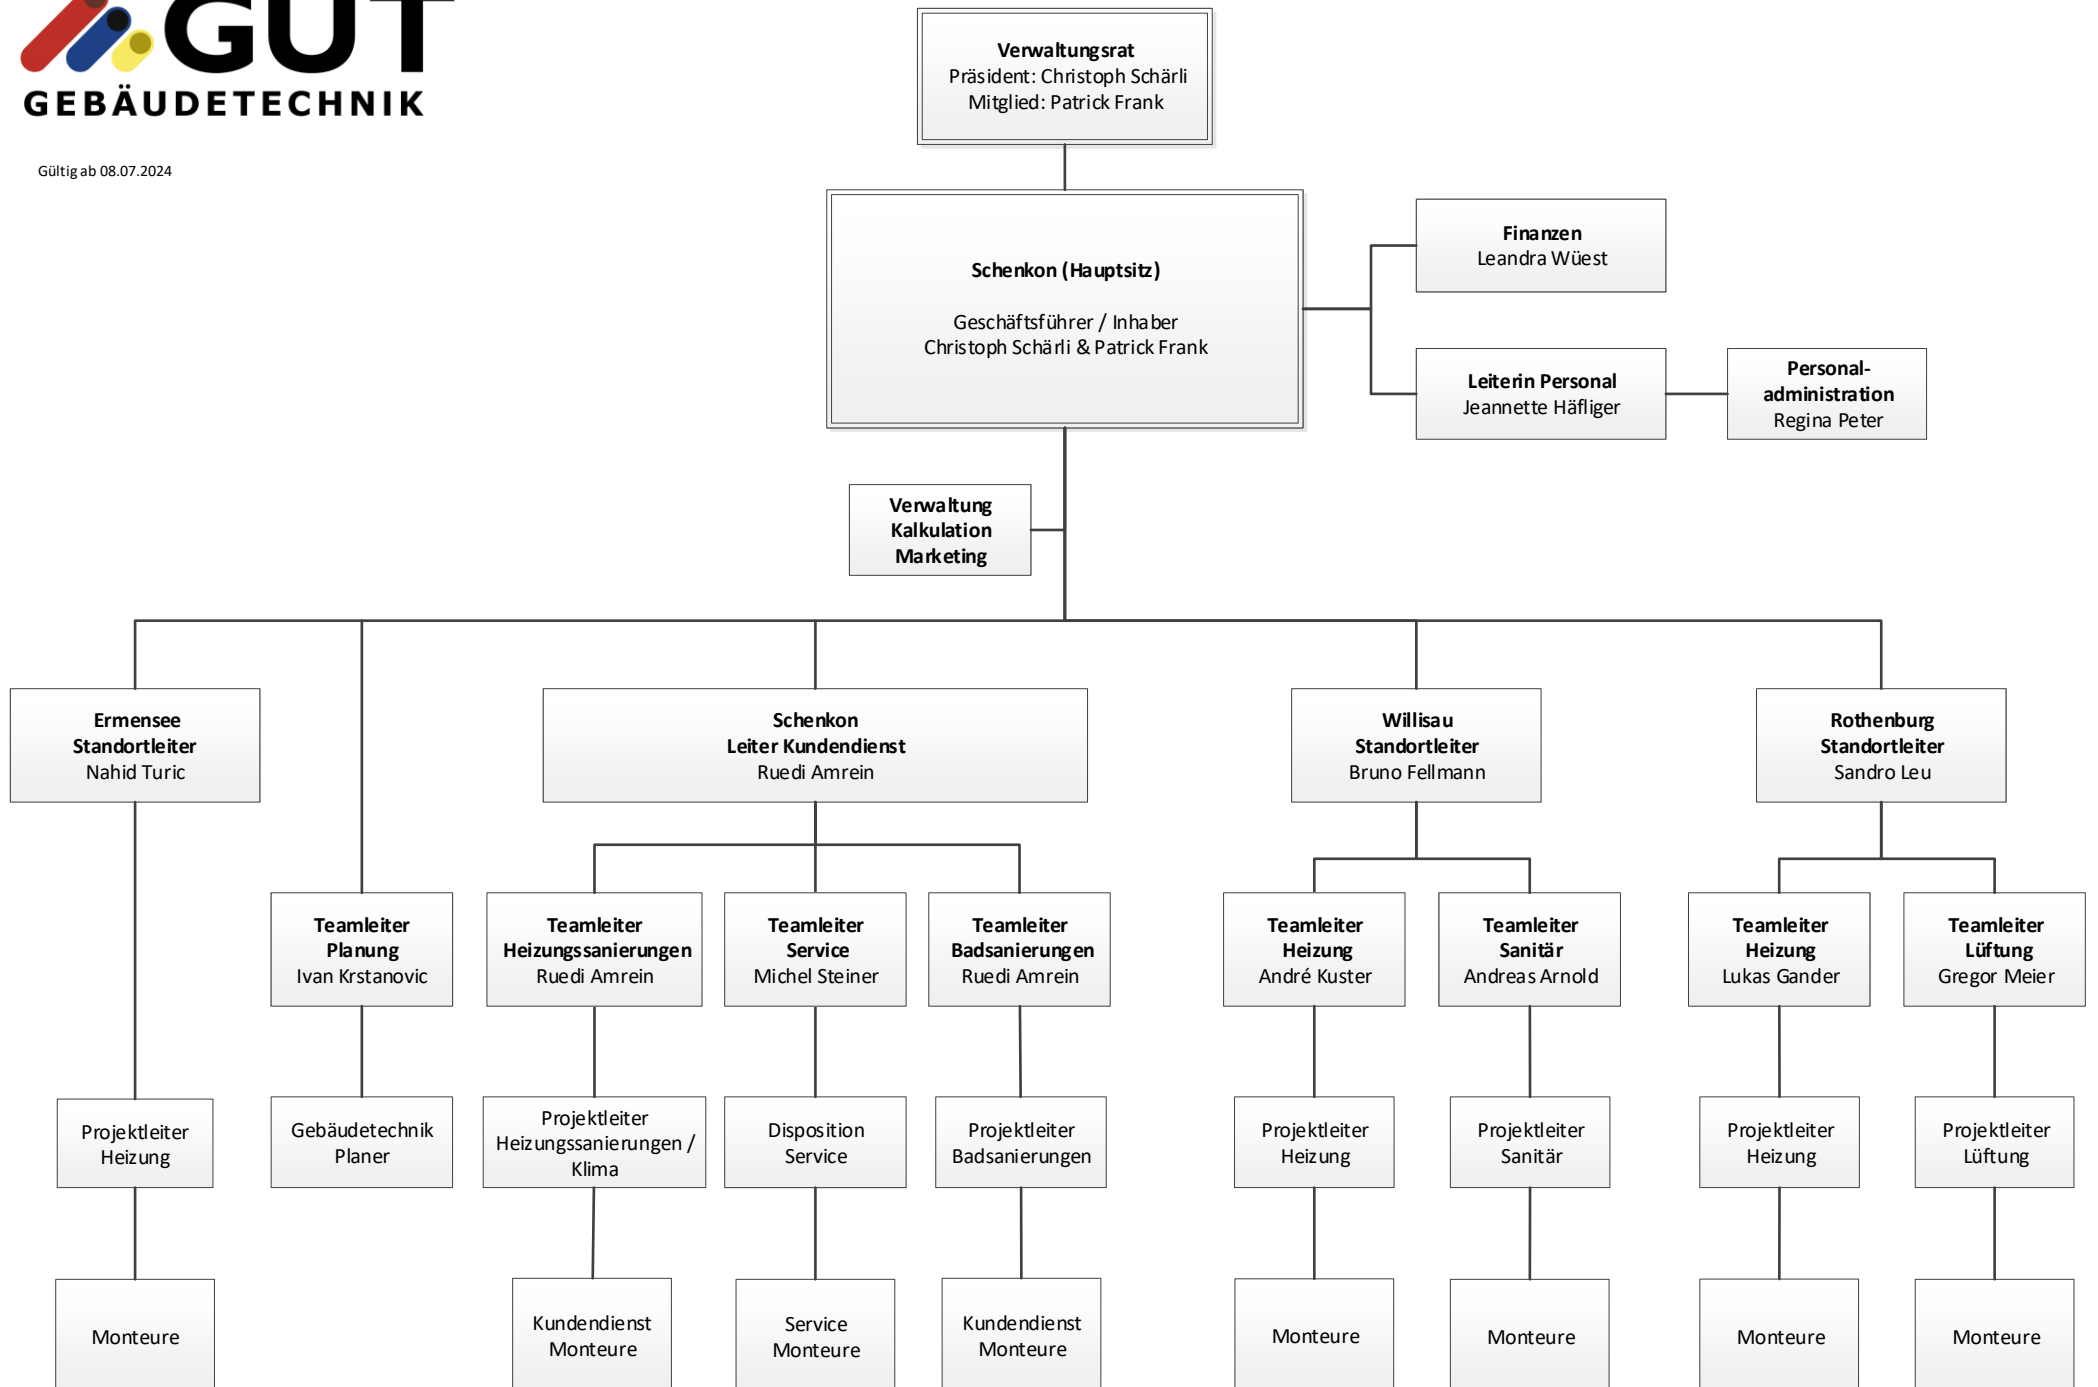 GUT
GEBÄUDETECHNIK
Gültig ab 08.07.2024
Verwaltungsrat
Präsident: Christoph Schärli
Mitglied: Patrick Frank
Schenkon (Hauptsitz)
Geschäftsführer / Inhaber
Christoph Schärli & Patrick Frank
Finanzen
Leandra Wüest
Leiterin Personal
Jeannette Häfliger
Personal-
administration
Regina Peter
Verwaltung
Kalkulation
Marketing
Ermensee
Standortleiter
Nahid Turic
Schenkon
Leiter Kundendienst
Ruedi Amrein
Willisau
Standortleiter
Bruno Fellmann
Rothenburg
Standortleiter
Sandro Leu
Teamleiter
Planung
Ivan Krstanovic
Teamleiter
Heizungssanierungen
Ruedi Amrein
Teamleiter
Service
Michel Steiner
Teamleiter
Badsanierungen
Ruedi Amrein
Teamleiter
Heizung
André Kuster
Teamleiter
Sanitär
Andreas Arnold
Teamleiter
Heizung
Lukas Gander
Teamleiter
Lüftung
Gregor Meier
Projektleiter
Heizung
Gebäudetechnik
Planer
Projektleiter
Heizungssanierungen /
Klima
Disposition
Service
Projektleiter
Badsanierungen
Projektleiter
Heizung
Projektleiter
Sanitär
Projektleiter
Heizung
Projektleiter
Lüftung
Monteure
Kundendienst
Monteure
Service
Monteure
Kundendienst
Monteure
Monteure
Monteure
Monteure
Monteure